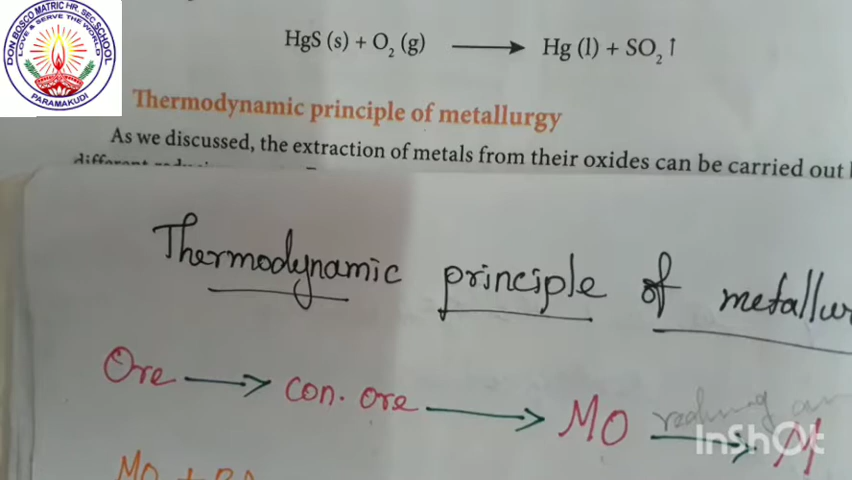 DON BOSCO MATRIC HR. SEC. SCHOOL
LOVE & SERVE THE WORLD
PARAMAKUDI
HgS (s) + O₂ (g) ⟶ Hg (l) + SO₂ ↑
Thermodynamic principle of metallurgy
As we discussed, the extraction of metals from their oxides can be carried out
different
Thermodynamic principle of metallur
Ore → con. ore → MO → M
InShOt
MO +